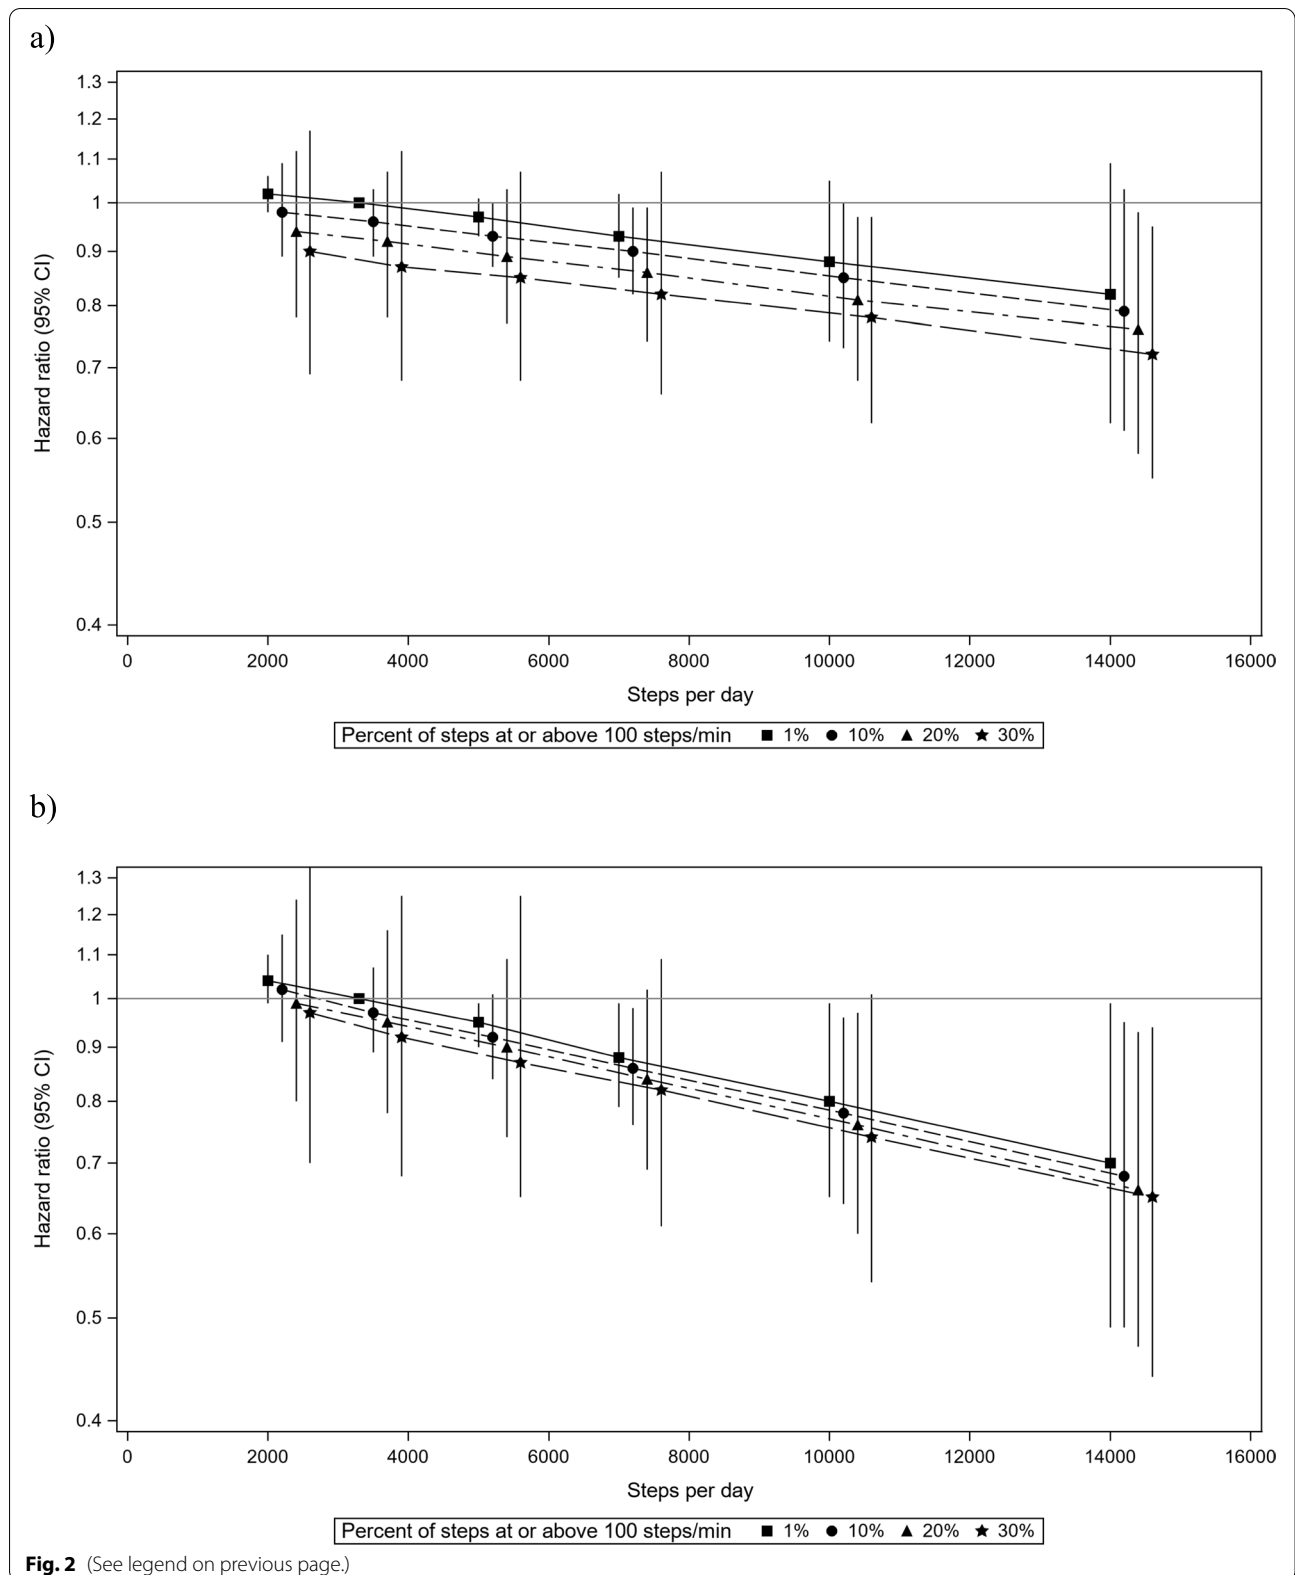 a)
1.3
1.2
1.1
1
0.9
0.8
0.7
0.6
0.5
0.4
Hazard ratio (95% CI)
0 2000 4000 6000 8000 10000 12000 14000 16000
Steps per day
Percent of steps at or above 100 steps/min 1% 10% 20% 30%
b)
1.3
1.2
1.1
1
0.9
0.8
0.7
0.6
0.5
0.4
Hazard ratio (95% CI)
0 2000 4000 6000 8000 10000 12000 14000 16000
Steps per day
Percent of steps at or above 100 steps/min 1% 10% 20% 30%
Fig. 2 (See legend on previous page.)